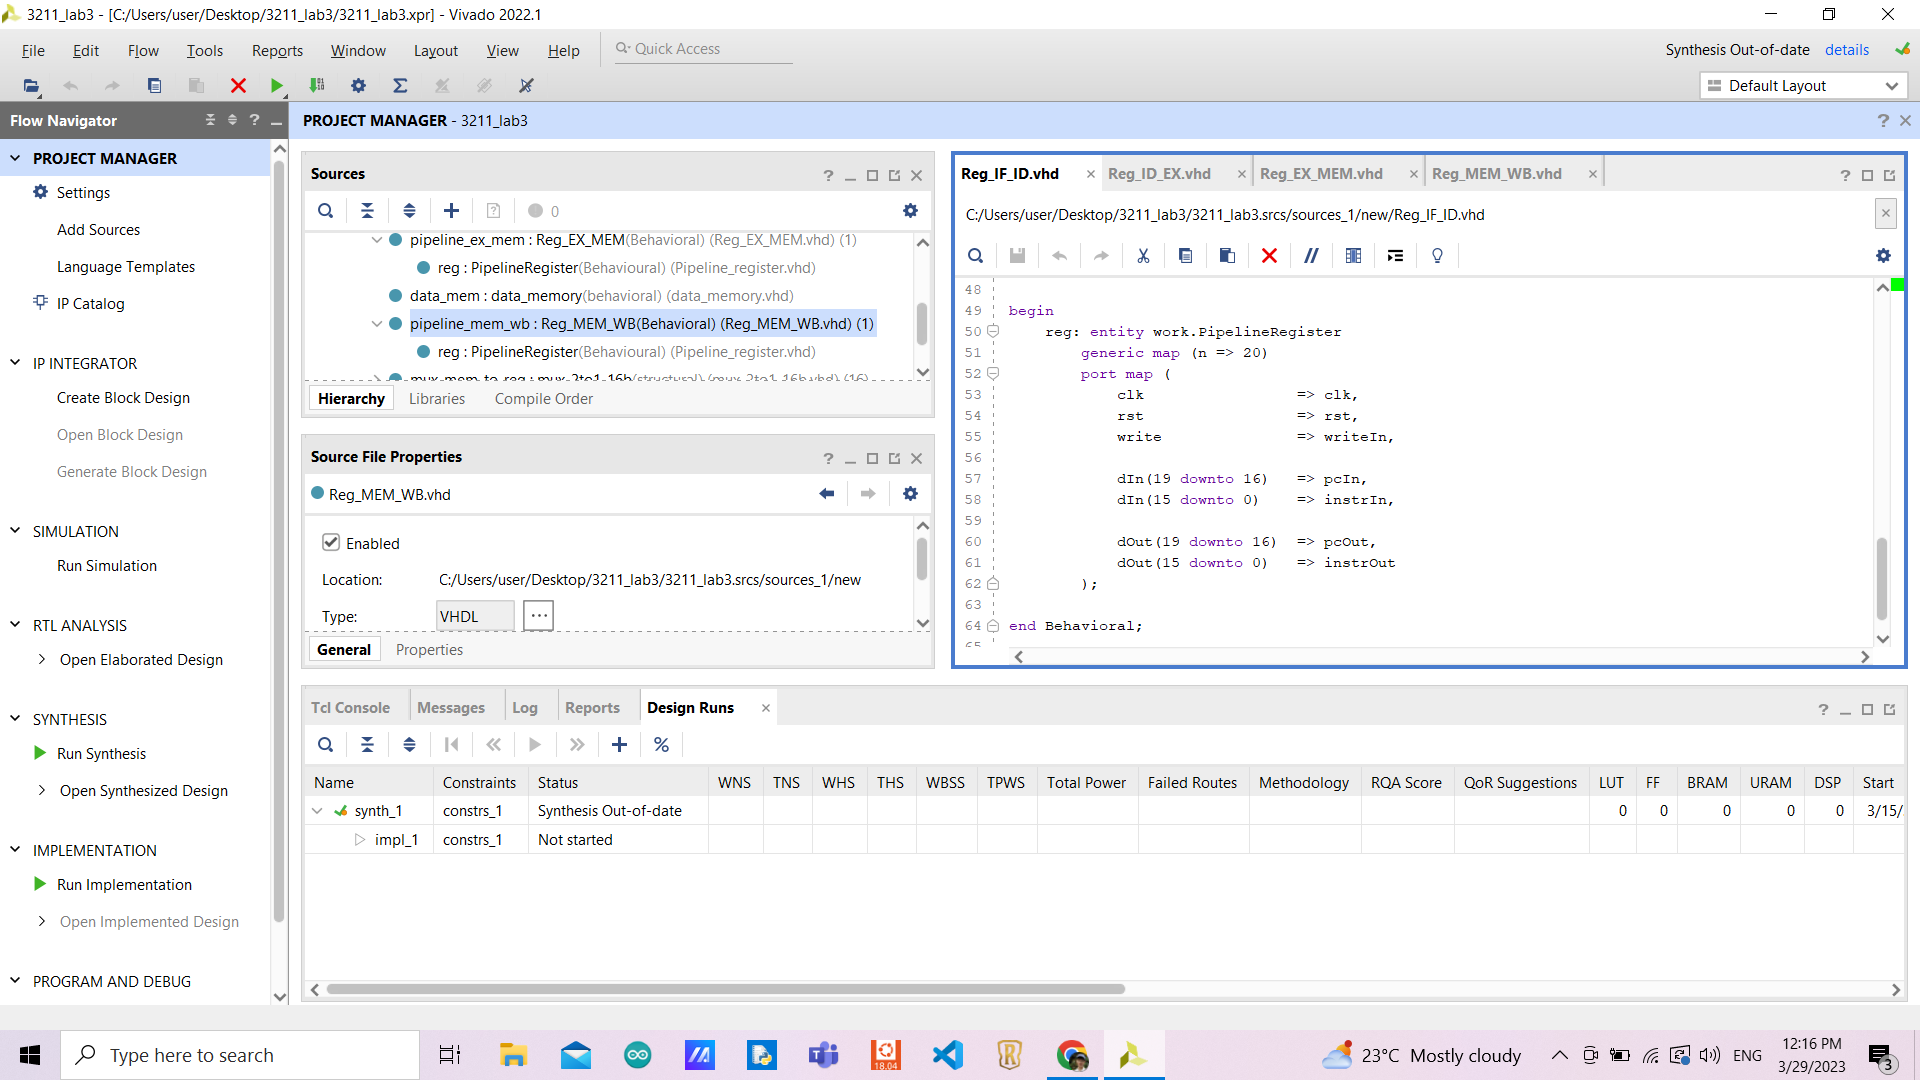 3211_lab3 - [C:/Users/user/Desktop/3211_lab3/3211_lab3.xpr] - Vivado 2022.1
File Edit Flow Tools Reports Window Layout View Help Quick Access
Synthesis Out-of-date details
Default Layout
Flow Navigator
PROJECT MANAGER
Settings
Add Sources
Language Templates
IP Catalog
IP INTEGRATOR
Create Block Design
Open Block Design
Generate Block Design
SIMULATION
Run Simulation
RTL ANALYSIS
Open Elaborated Design
SYNTHESIS
Run Synthesis
Open Synthesized Design
IMPLEMENTATION
Run Implementation
Open Implemented Design
PROGRAM AND DEBUG
PROJECT MANAGER - 3211_lab3
Sources
0
pipeline_ex_mem : Reg_EX_MEM(Behavioral) (Reg_EX_MEM.vhd) (1)
reg : PipelineRegister(Behavioural) (Pipeline_register.vhd)
data_mem : data_memory(behavioral) (data_memory.vhd)
pipeline_mem_wb : Reg_MEM_WB(Behavioral) (Reg_MEM_WB.vhd) (1)
reg : PipelineRegister(Behavioural) (Pipeline_register.vhd)
mux_mem_to_reg : mux_2to1_16b(structural) (mux_2to1_16b.vhd) (16)
Hierarchy Libraries Compile Order
Source File Properties
Reg_MEM_WB.vhd
Enabled
Location: C:/Users/user/Desktop/3211_lab3/3211_lab3.srcs/sources_1/new
Type: VHDL ...
General Properties
Reg_IF_ID.vhd Reg_ID_EX.vhd Reg_EX_MEM.vhd Reg_MEM_WB.vhd
C:/Users/user/Desktop/3211_lab3/3211_lab3.srcs/sources_1/new/Reg_IF_ID.vhd
48
49 begin
50 reg: entity work.PipelineRegister
51 generic map (n => 20)
52 port map (
53 clk => clk,
54 rst => rst,
55 write => writeIn,
56
57 dIn(19 downto 16) => pcIn,
58 dIn(15 downto 0) => instrIn,
59
60 dOut(19 downto 16) => pcOut,
61 dOut(15 downto 0) => instrOut
62 );
63
64 end Behavioral;
65
Tcl Console Messages Log Reports Design Runs
Name Constraints Status WNS TNS WHS THS WBSS TPWS Total Power Failed Routes Methodology RQA Score QoR Suggestions LUT FF BRAM URAM DSP Start
synth_1 constrs_1 Synthesis Out-of-date 0 0 0 0 0 3/15/
impl_1 constrs_1 Not started
Type here to search
18.04
23°C Mostly cloudy
ENG
12:16 PM
3/29/2023
3